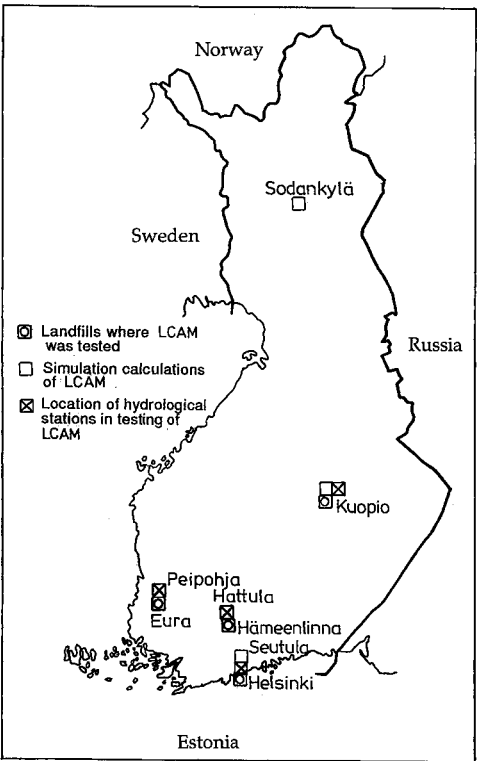 Norway
Sodankylä
Sweden
Landfills where LCAM
was tested
Russia
Simulation calculations
of LCAM
Location of hydrological
stations in testing of
LCAM
Kuopio
Peipohja
Hattula
Eura
Hämeenlinna
Seutula
Helsinki
Estonia